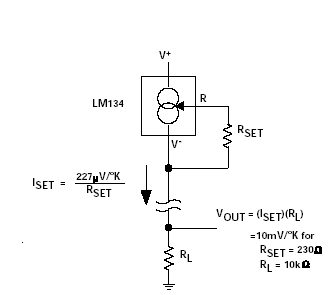 V+
LM134
R
RSET
V-
ISET = 227µV/°K
RSET
VOUT = (ISET)(RL)
=10mV/°K for
RSET = 230Ω
RL = 10kΩ
RL